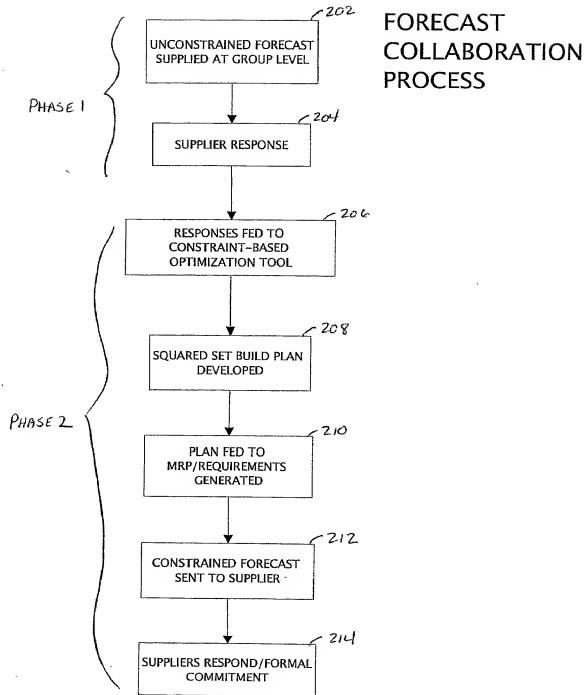 FORECAST
COLLABORATION
PROCESS
202
UNCONSTRAINED FORECAST
SUPPLIED AT GROUP LEVEL
PHASE 1
204
SUPPLIER RESPONSE
206
RESPONSES FED TO
CONSTRAINT-BASED
OPTIMIZATION TOOL
208
SQUARED SET BUILD PLAN
DEVELOPED
PHASE 2
210
PLAN FED TO
MRP/REQUIREMENTS
GENERATED
212
CONSTRAINED FORECAST
SENT TO SUPPLIER
214
SUPPLIERS RESPOND/FORMAL
COMMITMENT